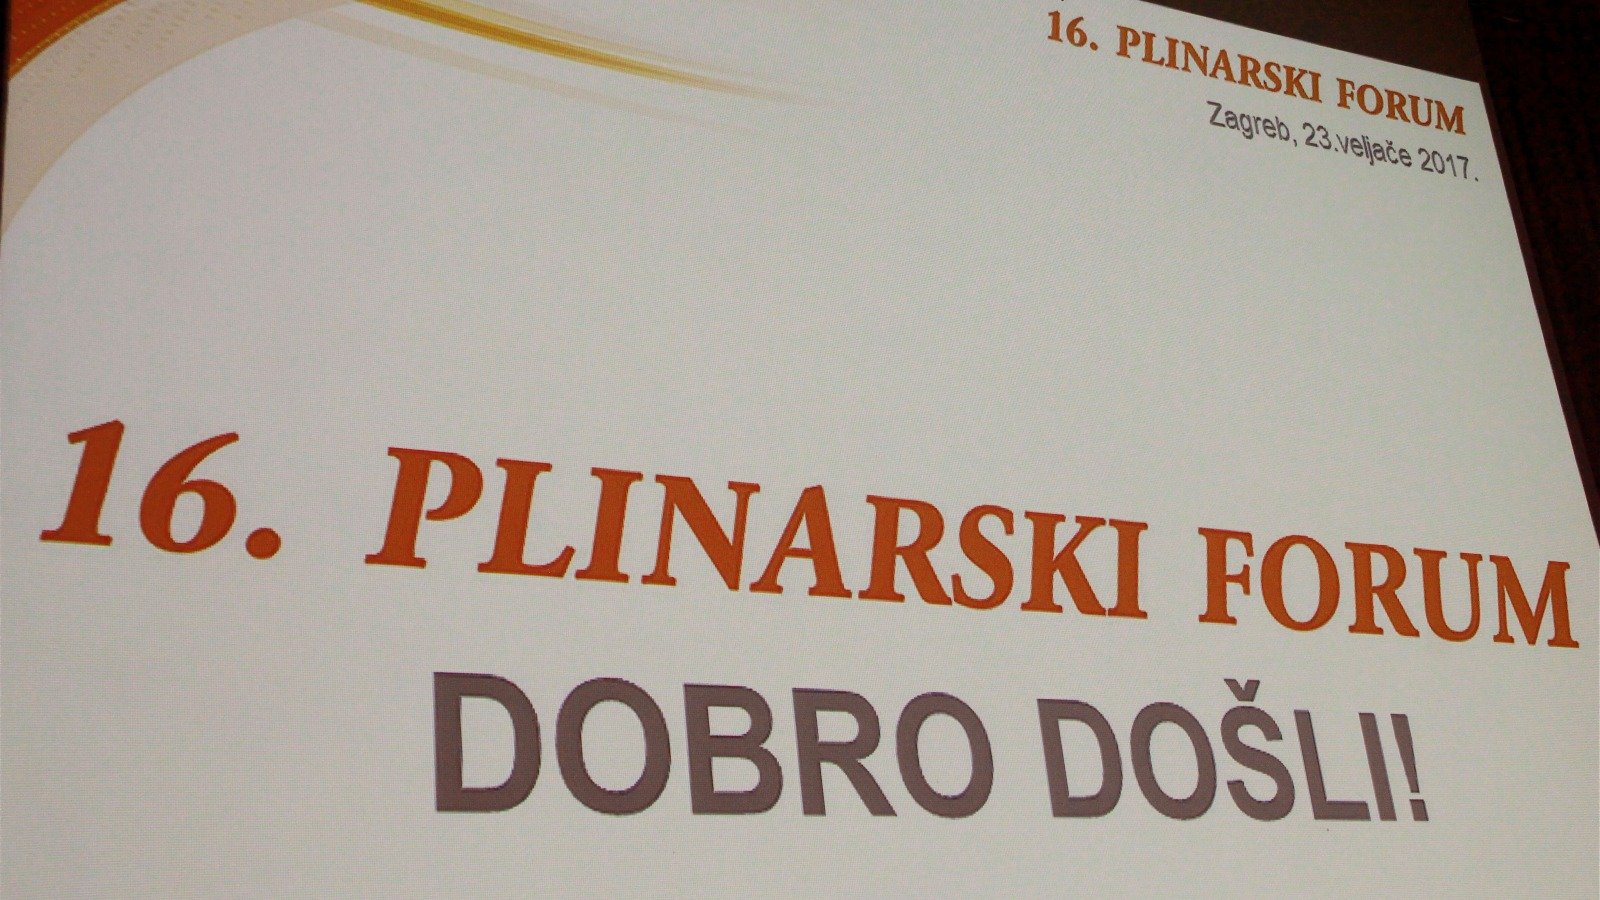 16. PLINARSKI FORUM
Zagreb, 23.veljače 2017.
16. PLINARSKI FORUM
DOBRO DOŠLI!